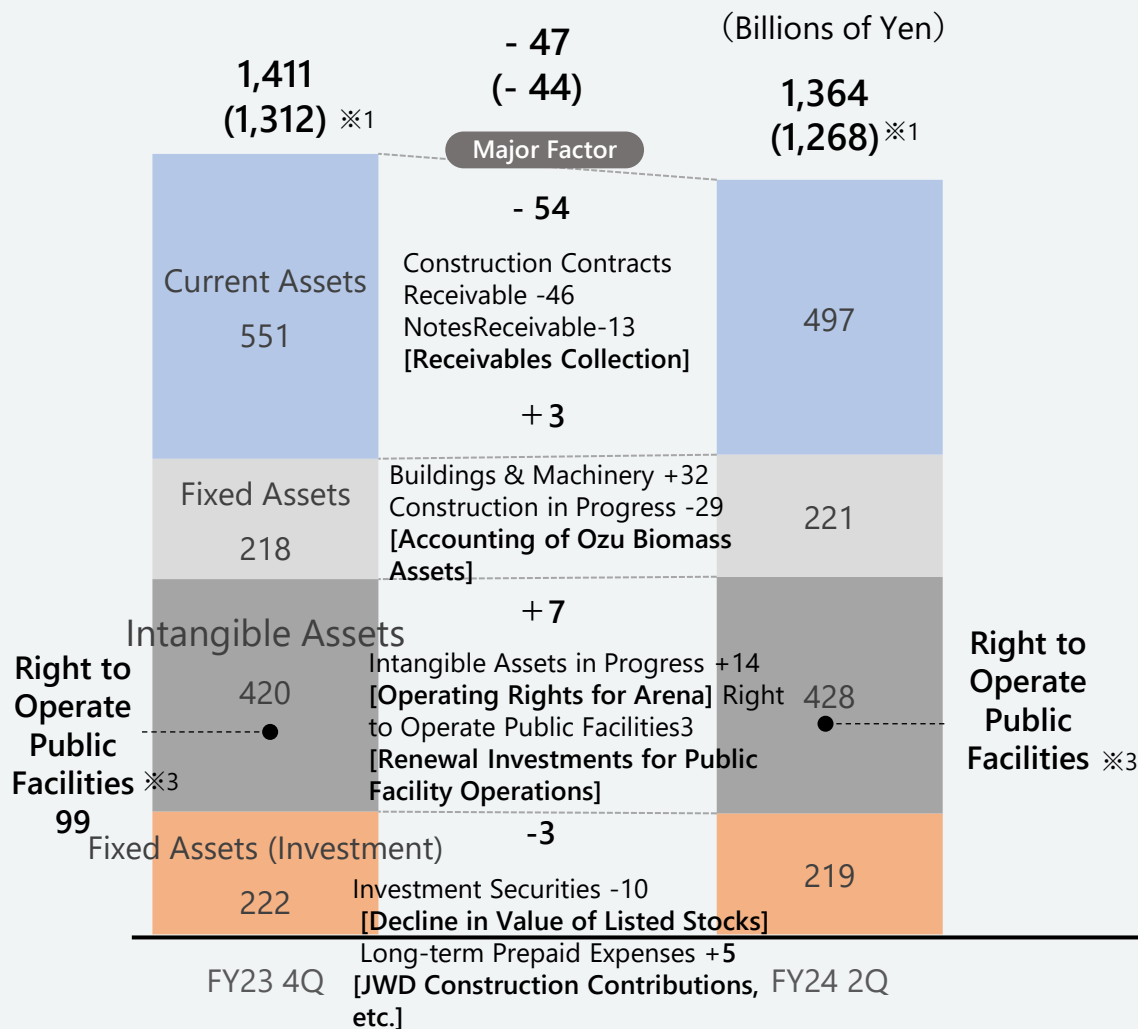 （Billions of Yen）
1,411
(1,312) ※1
- 47
(- 44)
1,364
(1,268)※1
Major Factor
- 54
Current Assets
551
Construction Contracts
Receivable -46
NotesReceivable-13
[Receivables Collection]
497
＋3
Fixed Assets
218
Buildings & Machinery +32
Construction in Progress -29
[Accounting of Ozu Biomass
Assets]
221
＋7
Intangible Assets
420
Intangible Assets in Progress +14
[Operating Rights for Arena] Right
to Operate Public Facilities3
[Renewal Investments for Public
Facility Operations]
428
Right to
Operate
Public
Facilities ※3
99
Right to
Operate
Public
Facilities ※3
-3
Fixed Assets (Investment)
222
Investment Securities -10
[Decline in Value of Listed Stocks]
Long-term Prepaid Expenses +5
[JWD Construction Contributions,
etc.]
219
FY23 4Q
FY24 2Q